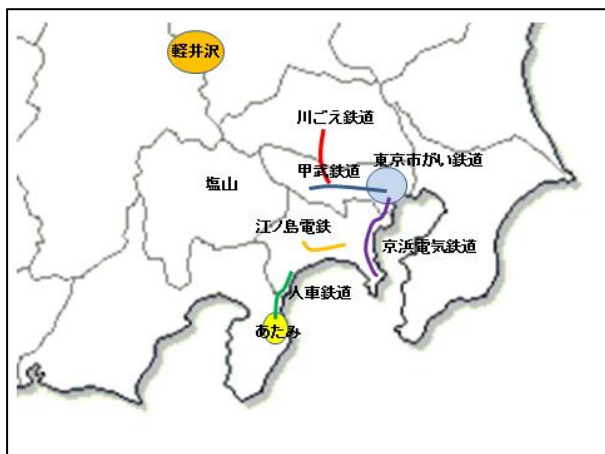 軽井沢
川ごえ鉄道
甲武鉄道
東京市がい鉄道
塩山
江ノ島電鉄
京浜電気鉄道
人車鉄道
あたみ